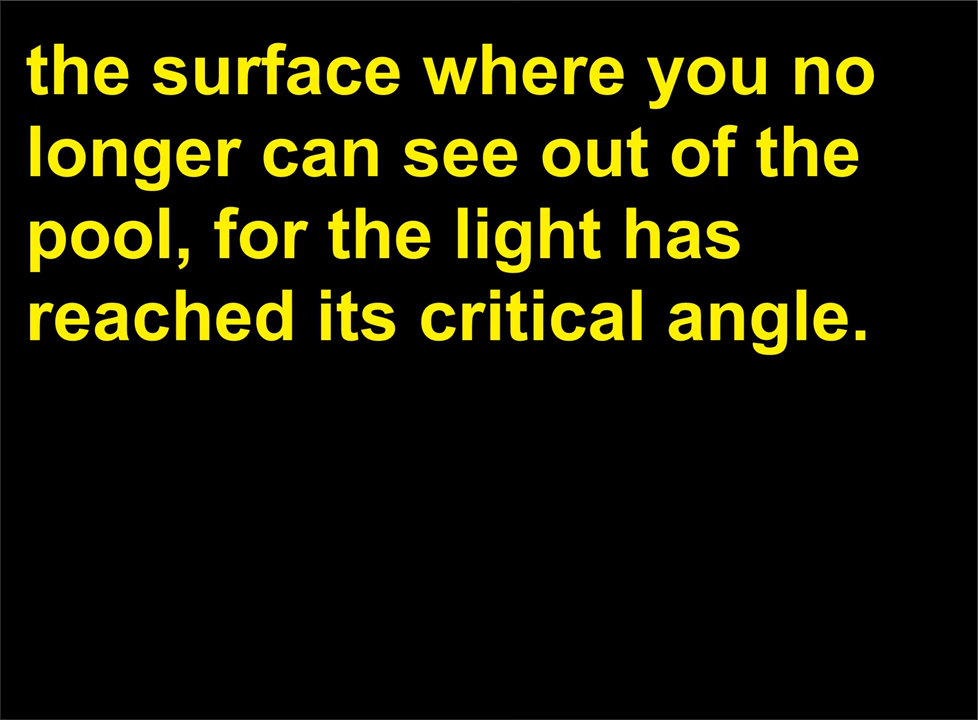 the surface where you no
longer can see out of the
pool, for the light has
reached its critical angle.